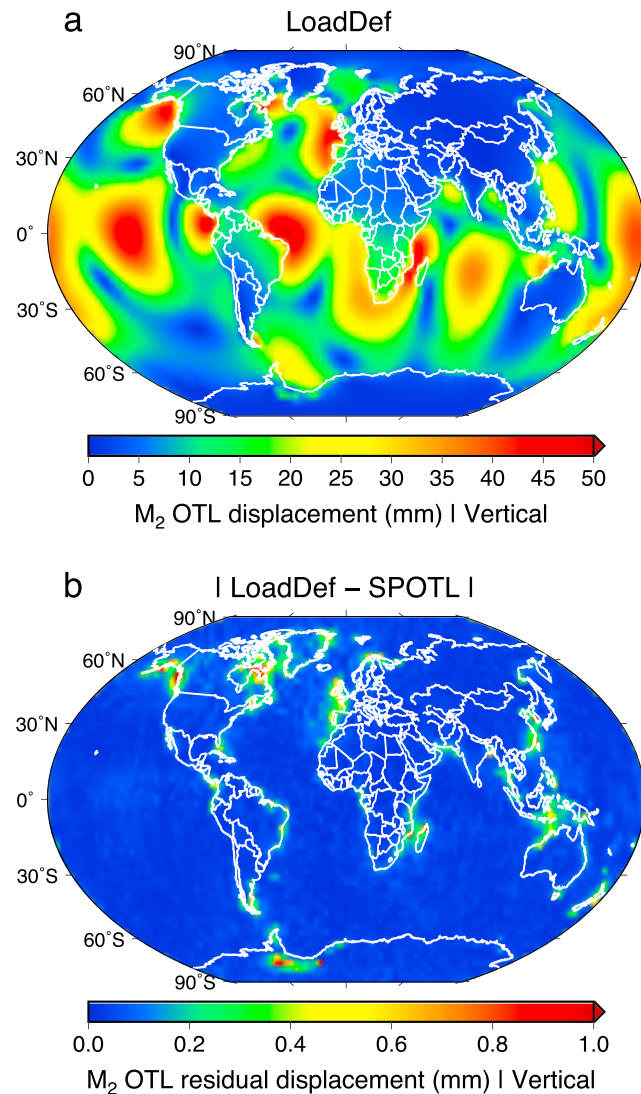 a
LoadDef
90˚N
60˚N
30˚N
0˚
30˚S
60˚S
90˚S
0 5 10 15 20 25 30 35 40 45 50
M₂ OTL displacement (mm) | Vertical
b
| LoadDef – SPOTL |
90˚N
60˚N
30˚N
0˚
30˚S
60˚S
90˚S
0.0 0.2 0.4 0.6 0.8 1.0
M₂ OTL residual displacement (mm) | Vertical